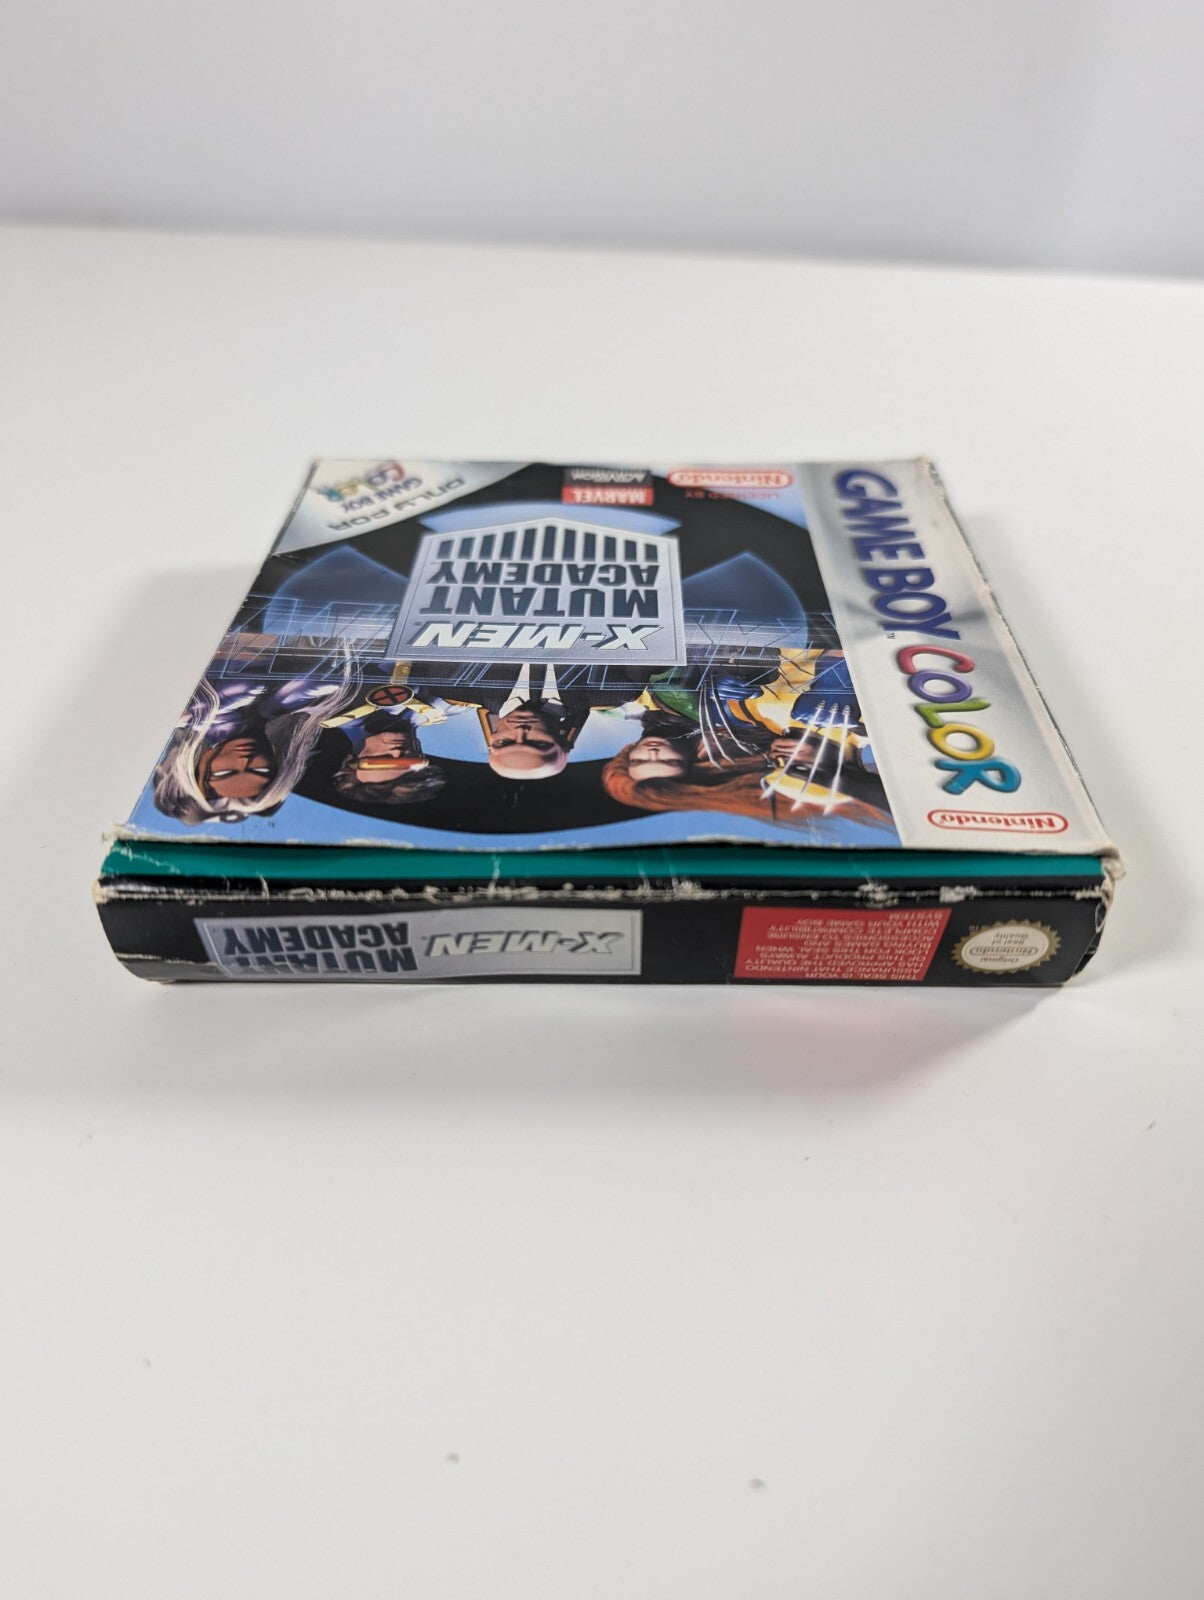 GAME BOY COLOR
TM
Nintendo
LICENSED BY
Nintendo
MARVEL
ACTIVISION
ONLY FOR
GAME BOY
COLOR
X-MEN
MUTANT
ACADEMY
X-MEN
MUTANT
ACADEMY
THIS SEAL IS YOUR
ASSURANCE THAT NINTENDO
HAS APPROVED THE QUALITY
OF THIS PRODUCT. ALWAYS
LOOK FOR THIS SEAL WHEN
BUYING GAMES AND
ACCESSORIES TO ENSURE
COMPLETE COMPATIBILITY
WITH YOUR GAME BOY
SYSTEM
Original
Nintendo
Seal of
Quality